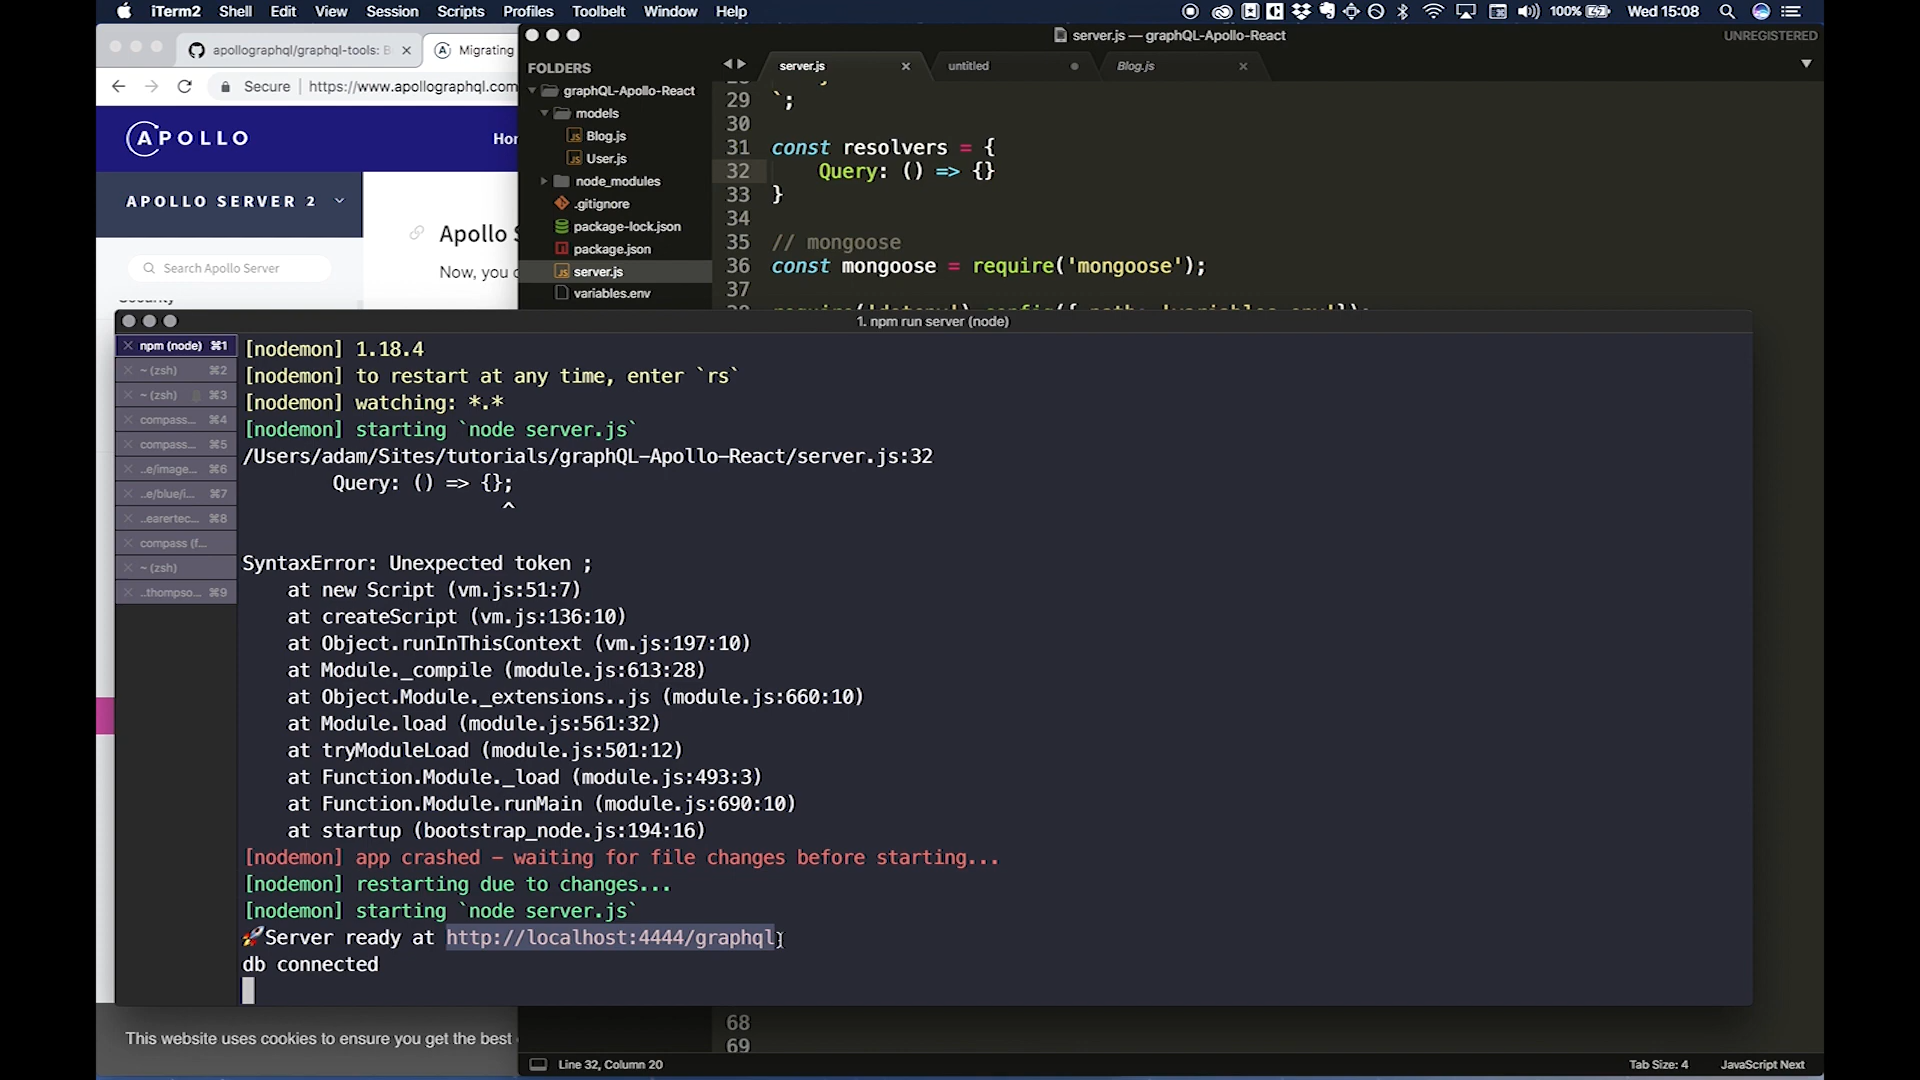 iTerm2 Shell Edit View Session Scripts Profiles Toolbelt Window Help
100% Wed 15:08
apollographql/graphql-tools: B
Migrating
Secure https://www.apollographql.com
APOLLO
Hom
APOLLO SERVER 2
Search Apollo Server
Security
Apollo S
Now, you c
server.js — graphQL-Apollo-React
UNREGISTERED
FOLDERS
graphQL-Apollo-React
models
Blog.js
User.js
node_modules
.gitignore
package-lock.json
package.json
server.js
variables.env
server.js
untitled
Blog.js
29 `;
30
31 const resolvers = {
32 Query: () => {}
33 }
34
35 // mongoose
36 const mongoose = require('mongoose');
37
1. npm run server (node)
npm (node) ⌘1
~ (zsh) ⌘2
~ (zsh) ⌘3
compass... ⌘4
compass... ⌘5
..e/image... ⌘6
..e/blue/i... ⌘7
..earertec... ⌘8
compass (f...
~ (zsh)
..thompso... ⌘9
[nodemon] 1.18.4
[nodemon] to restart at any time, enter `rs`
[nodemon] watching: *.*
[nodemon] starting `node server.js`
/Users/adam/Sites/tutorials/graphQL-Apollo-React/server.js:32
Query: () => {};
^
SyntaxError: Unexpected token ;
at new Script (vm.js:51:7)
at createScript (vm.js:136:10)
at Object.runInThisContext (vm.js:197:10)
at Module._compile (module.js:613:28)
at Object.Module._extensions..js (module.js:660:10)
at Module.load (module.js:561:32)
at tryModuleLoad (module.js:501:12)
at Function.Module._load (module.js:493:3)
at Function.Module.runMain (module.js:690:10)
at startup (bootstrap_node.js:194:16)
[nodemon] app crashed – waiting for file changes before starting...
[nodemon] restarting due to changes...
[nodemon] starting `node server.js`
🚀Server ready at http://localhost:4444/graphql
db connected
68
69
This website uses cookies to ensure you get the best
Line 32, Column 20
Tab Size: 4
JavaScript Next